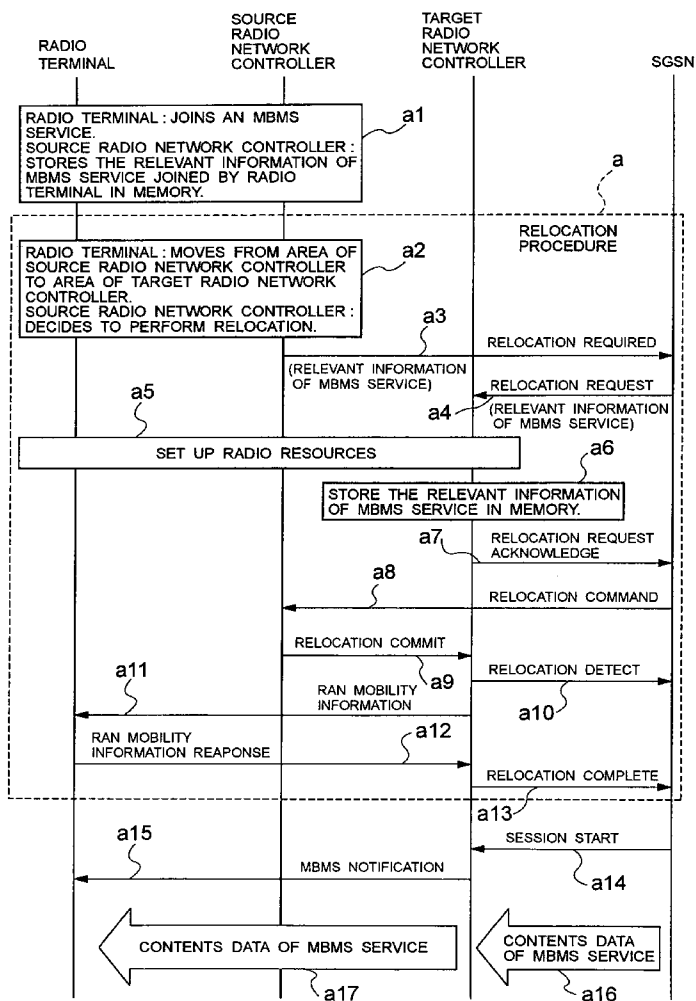 RADIO
TERMINAL
SOURCE
RADIO
NETWORK
CONTROLLER
TARGET
RADIO
NETWORK
CONTROLLER
SGSN
RADIO TERMINAL : JOINS AN MBMS
SERVICE.
SOURCE RADIO NETWORK CONTROLLER :
STORES THE RELEVANT INFORMATION OF
MBMS SERVICE JOINED BY RADIO
TERMINAL IN MEMORY.
a1
a
RELOCATION
PROCEDURE
RADIO TERMINAL : MOVES FROM AREA OF
SOURCE RADIO NETWORK CONTROLLER
TO AREA OF TARGET RADIO NETWORK
CONTROLLER.
SOURCE RADIO NETWORK CONTROLLER :
DECIDES TO PERFORM RELOCATION.
a2
a3
RELOCATION REQUIRED
(RELEVANT INFORMATION
OF MBMS SERVICE)
RELOCATION REQUEST
a4
(RELEVANT INFORMATION
OF MBMS SERVICE)
a5
SET UP RADIO RESOURCES
a6
STORE THE RELEVANT INFORMATION
OF MBMS SERVICE IN MEMORY.
a7
RELOCATION REQUEST
ACKNOWLEDGE
a8
RELOCATION COMMAND
RELOCATION COMMIT
a9
RELOCATION DETECT
a10
a11
RAN MOBILITY
INFORMATION
RAN MOBILITY
INFORMATION REAPONSE
a12
RELOCATION COMPLETE
a13
SESSION START
a14
a15
MBMS NOTIFICATION
CONTENTS DATA OF MBMS SERVICE
a17
CONTENTS DATA
OF MBMS SERVICE
a16